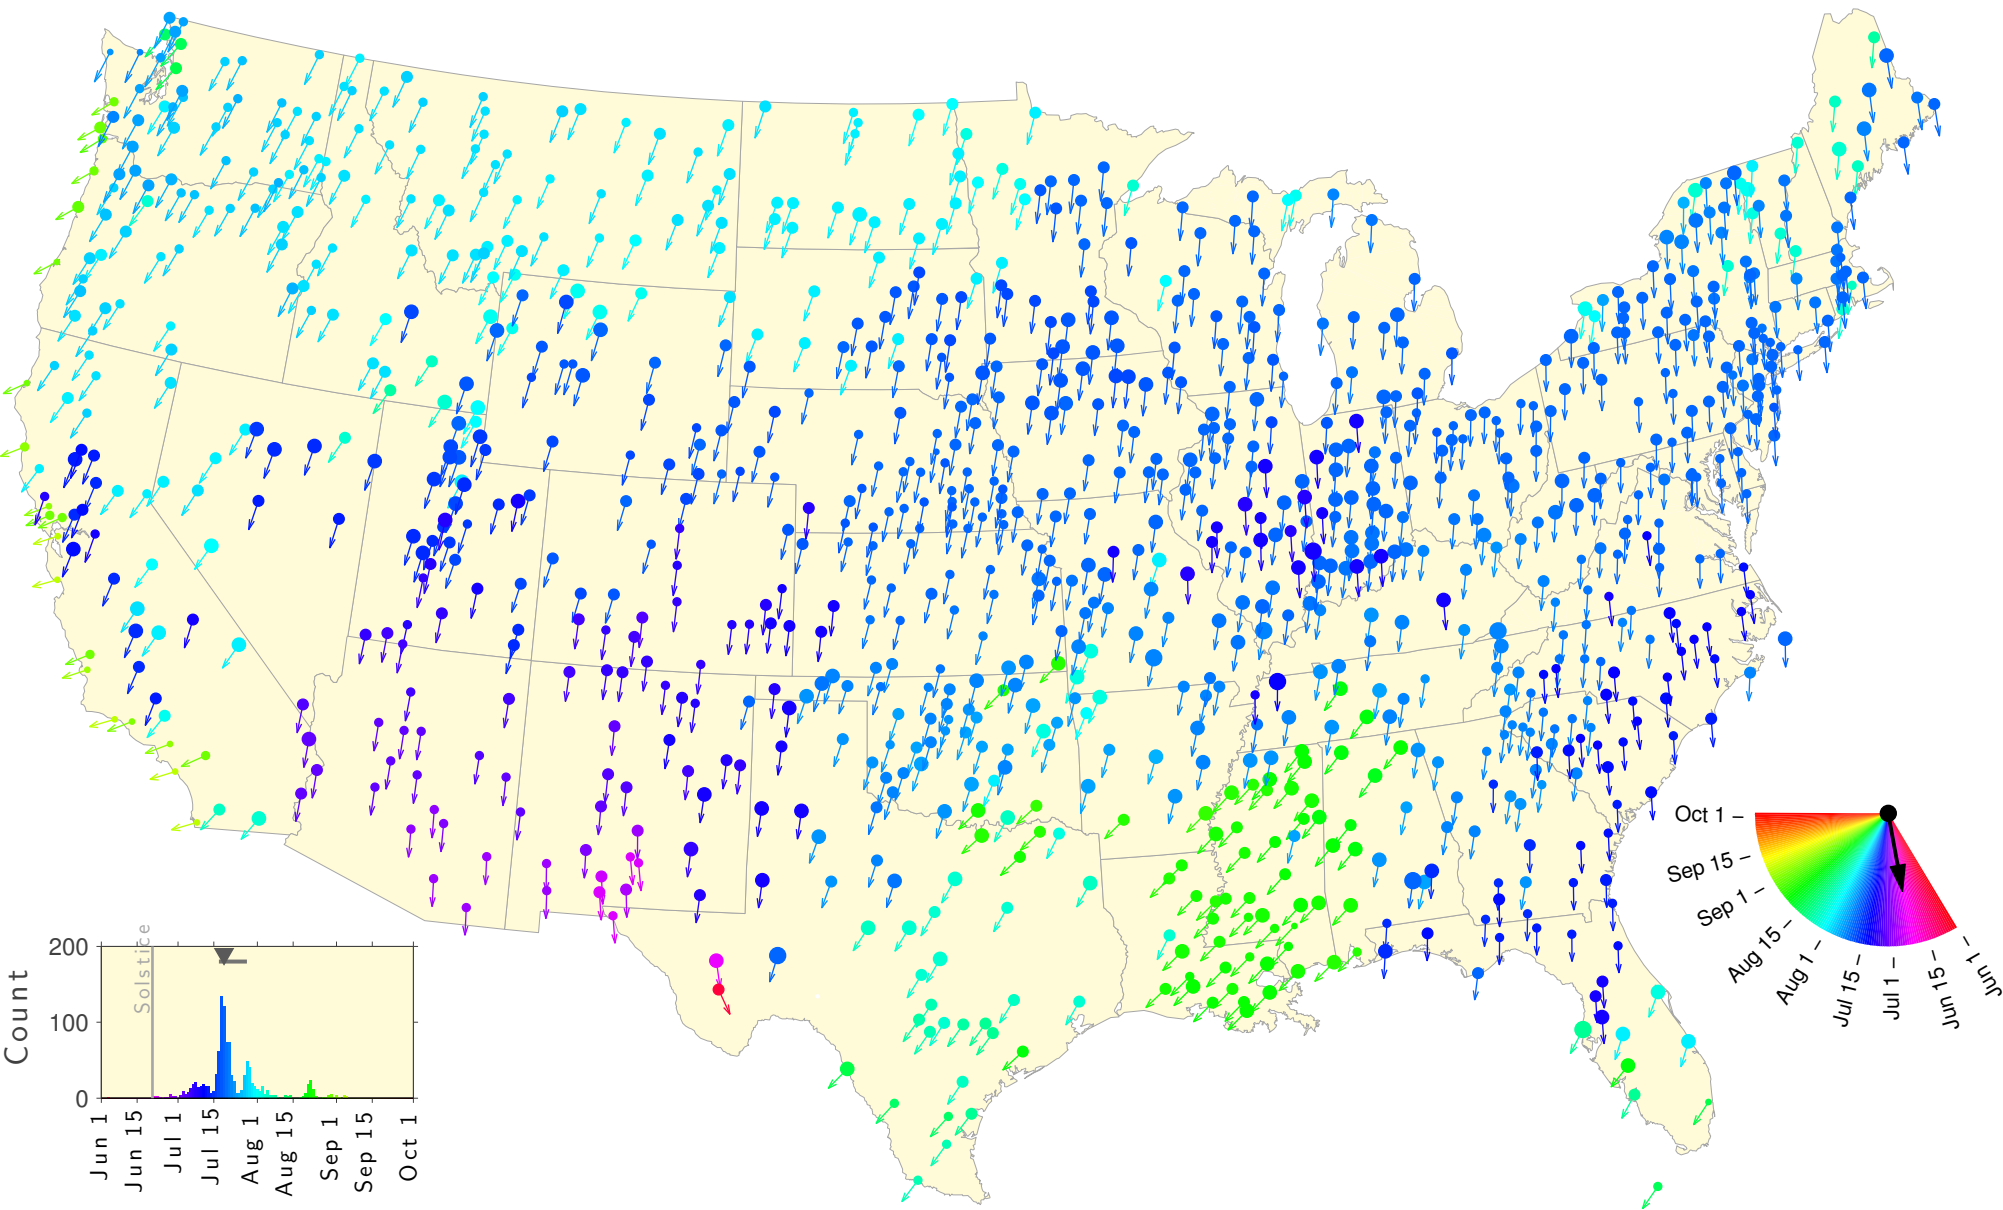 Oct 1 –
Sep 15 –
Sep 1 –
Aug 15 –
Aug 1 –
Jul 15 –
Jul 1 –
Jun 15 –
Jun 1 –
Solstice
200
100
0
Count
Jun 1
Jun 15
Jul 1
Jul 15
Aug 1
Aug 15
Sep 1
Sep 15
Oct 1